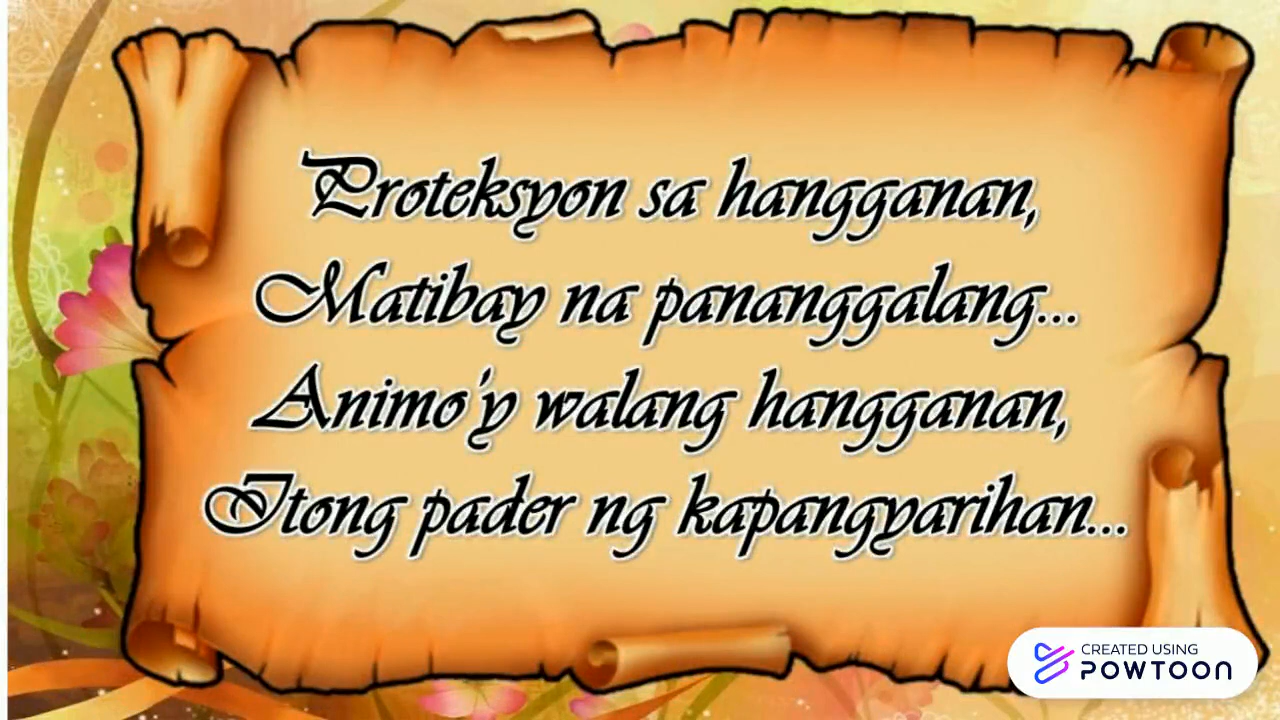 Proteksyon sa hangganan,
Matibay na pananggalang...
Animo'y walang hangganan,
Itong pader ng kapangyarihan...
CREATED USING
POWTOON